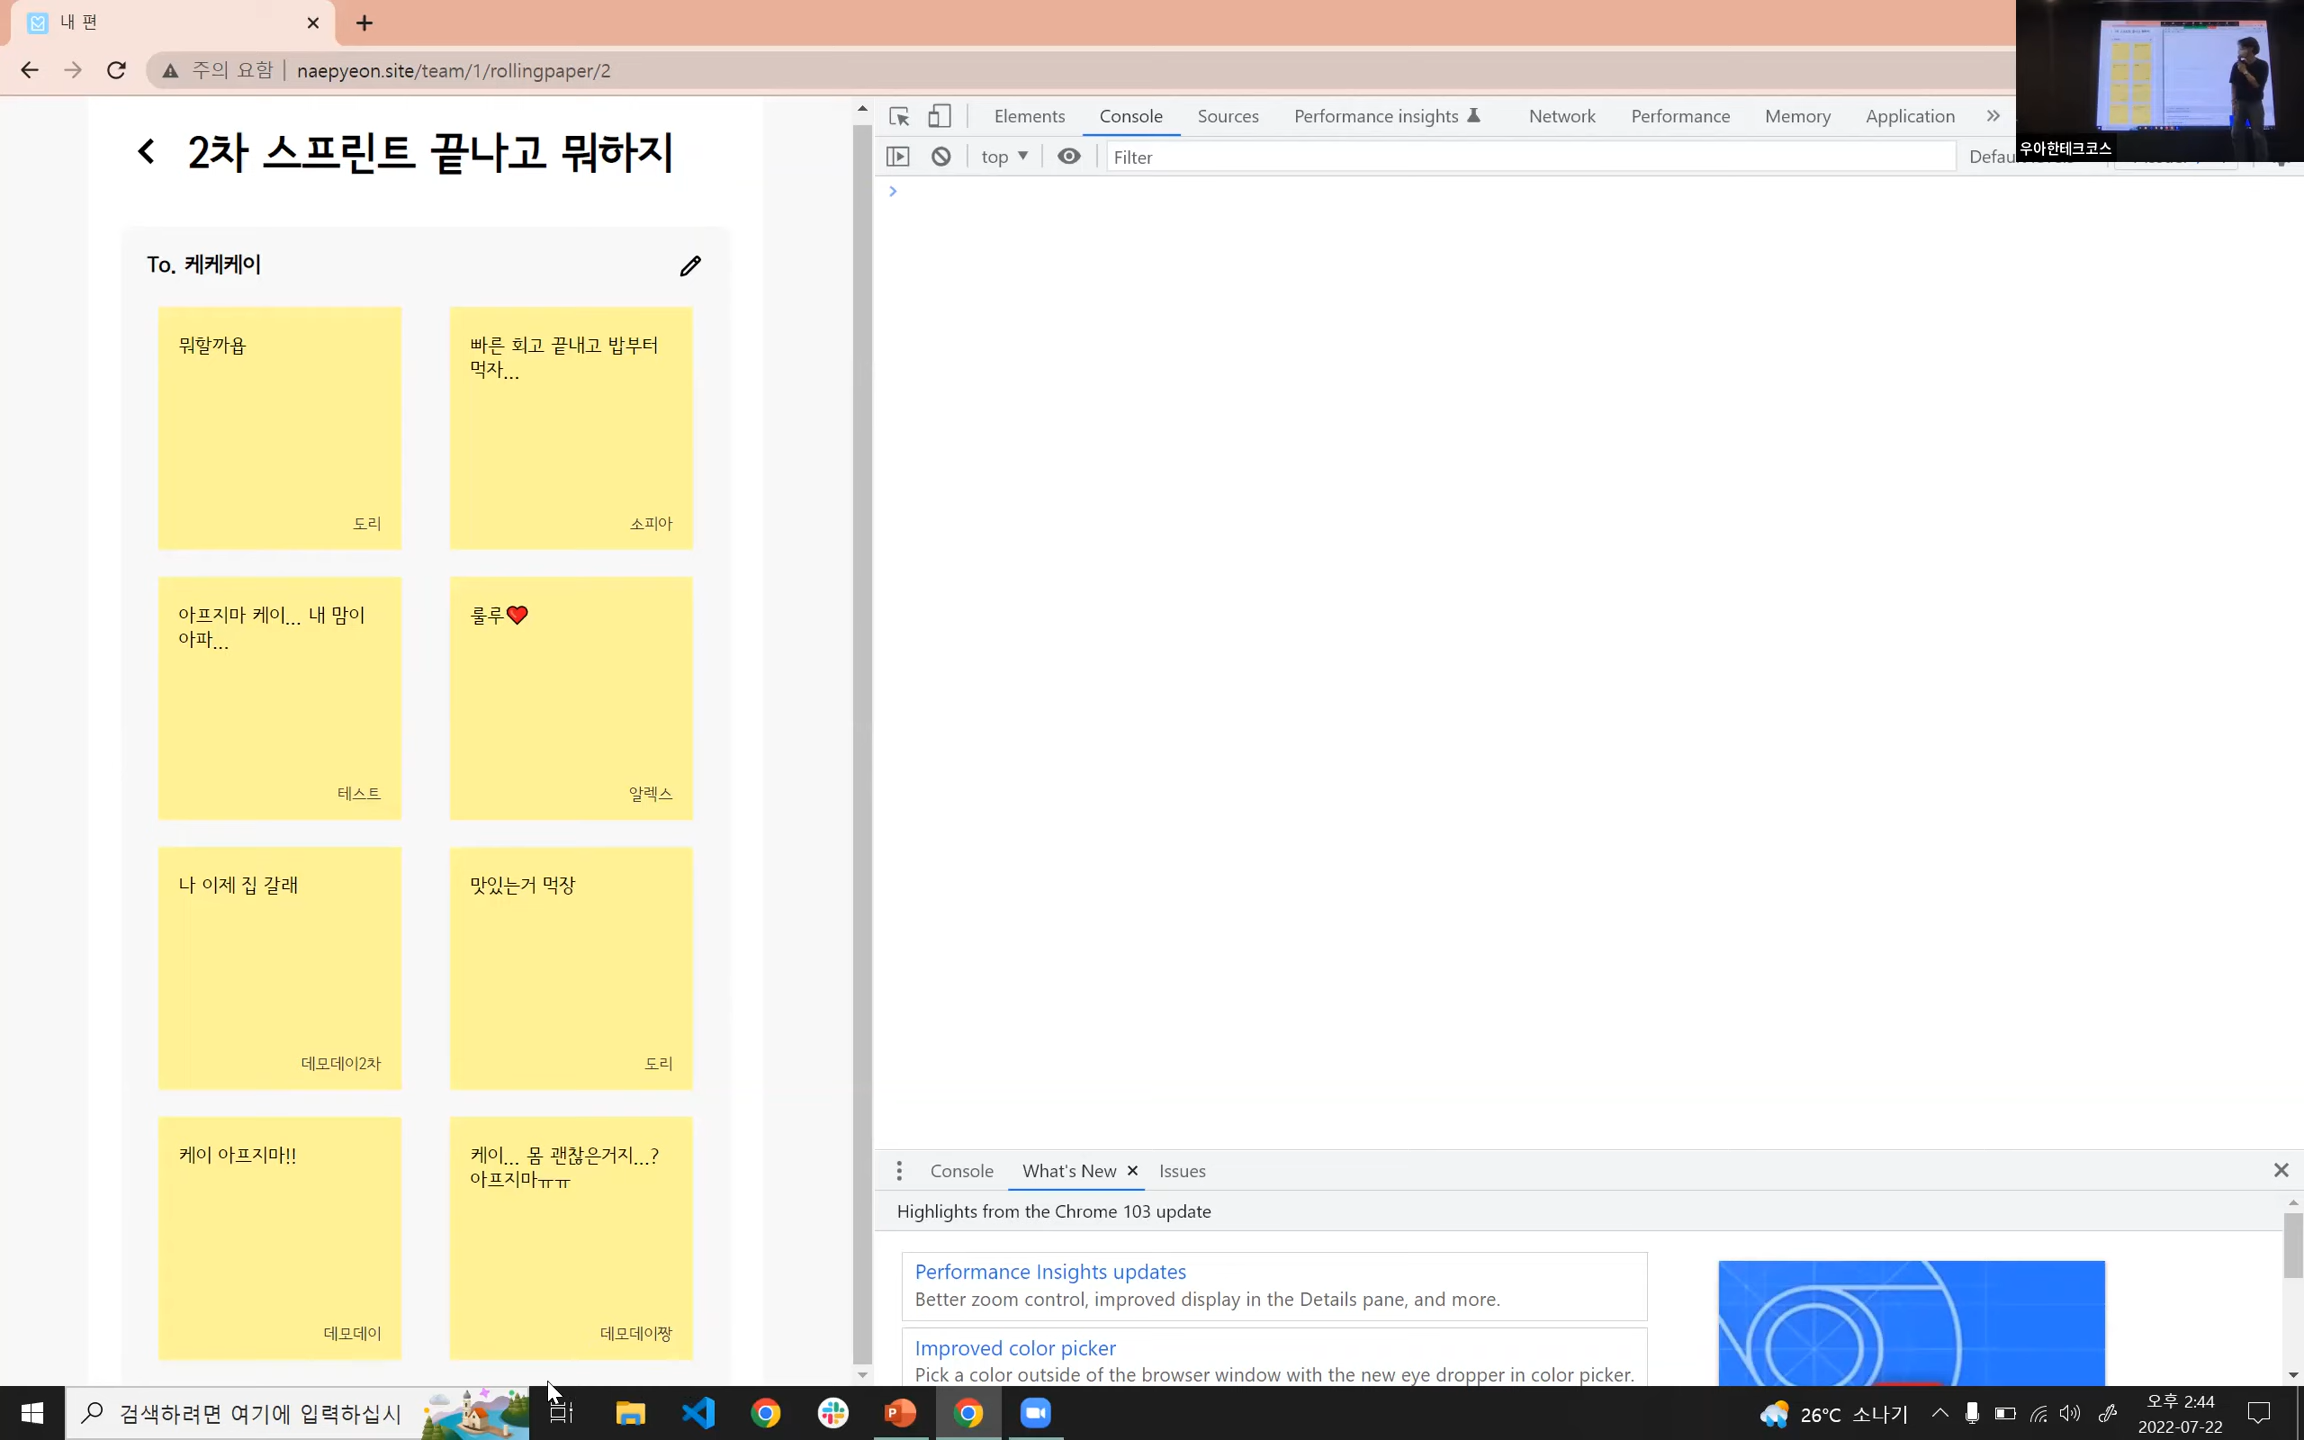 내 편
주의 요함
naepyeon.site/team/1/rollingpaper/2
2차 스프린트 끝나고 뭐하지
To. 케케케이
뭐할까욥
도리
빠른 회고 끝내고 밥부터
먹자...
소피아
아프지마 케이... 내 맘이
아파...
테스트
룰루❤️
알렉스
나 이제 집 갈래
데모데이2차
맛있는거 먹장
도리
케이 아프지마!!
데모데이
케이... 몸 괜찮은거지...?
아프지마ㅠㅠ
데모데이짱
Elements Console Sources Performance insights Network Performance Memory Application
top Filter
우아한테크코스
Console What's New Issues
Highlights from the Chrome 103 update
Performance Insights updates
Better zoom control, improved display in the Details pane, and more.
Improved color picker
Pick a color outside of the browser window with the new eye dropper in color picker.
검색하려면 여기에 입력하십시
26°C 소나기
오후 2:44
2022-07-22